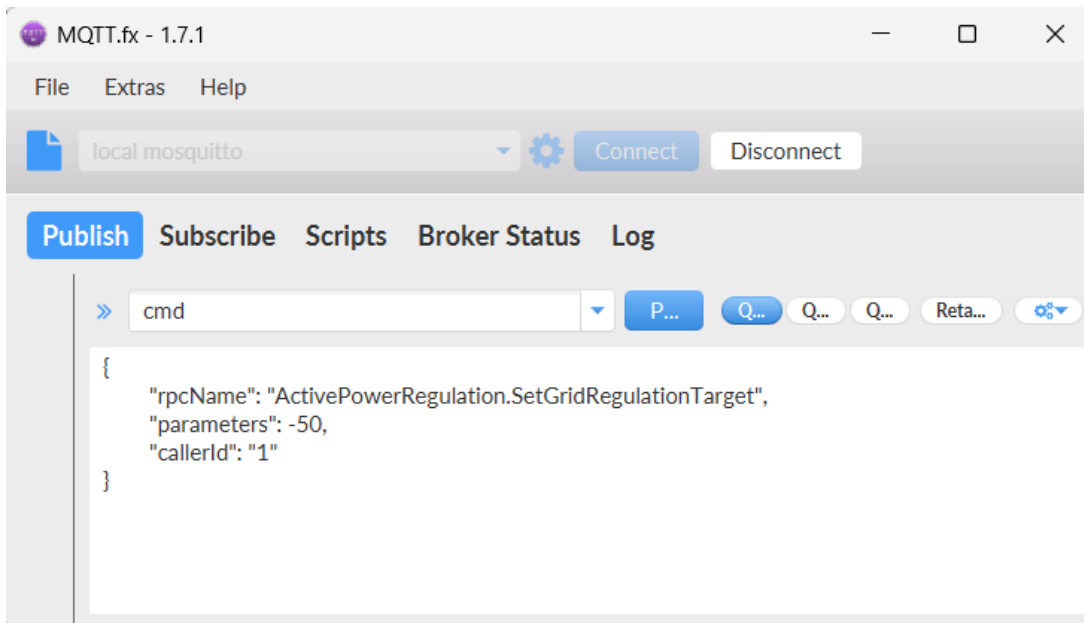 MQTT.fx - 1.7.1
File Extras Help
local mosquitto Connect Disconnect
Publish Subscribe Scripts Broker Status Log
cmd P... Q... Q... Q... Reta...
{
"rpcName": "ActivePowerRegulation.SetGridRegulationTarget",
"parameters": -50,
"callerId": "1"
}